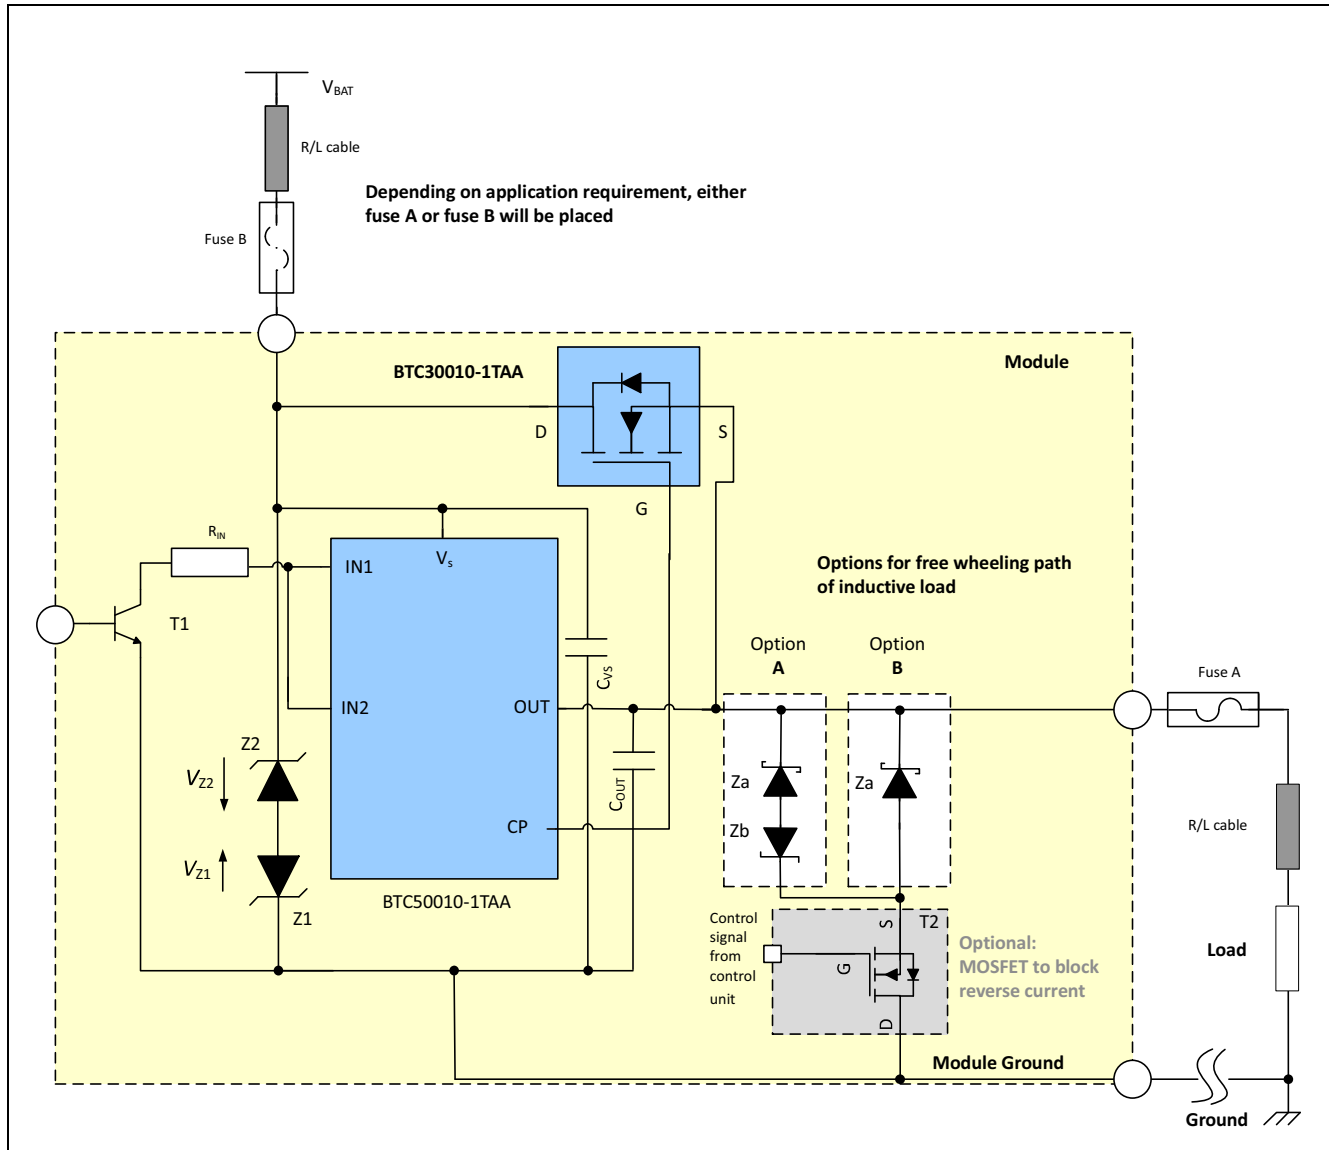 VBAT
R/L cable
Depending on application requirement, either
fuse A or fuse B will be placed
Fuse B
BTC30010-1TAA
Module
D
S
G
RIN
Vs
IN1
Options for free wheeling path
of inductive load
T1
Option
A
Option
B
CVS
Fuse A
IN2
OUT
Z2
VZ2
COUT
Za
Za
CP
Zb
R/L cable
VZ1
BTC50010-1TAA
Z1
Control
signal
from
control
unit
S
T2
G
D
Optional:
MOSFET to block
reverse current
Load
Module Ground
Ground